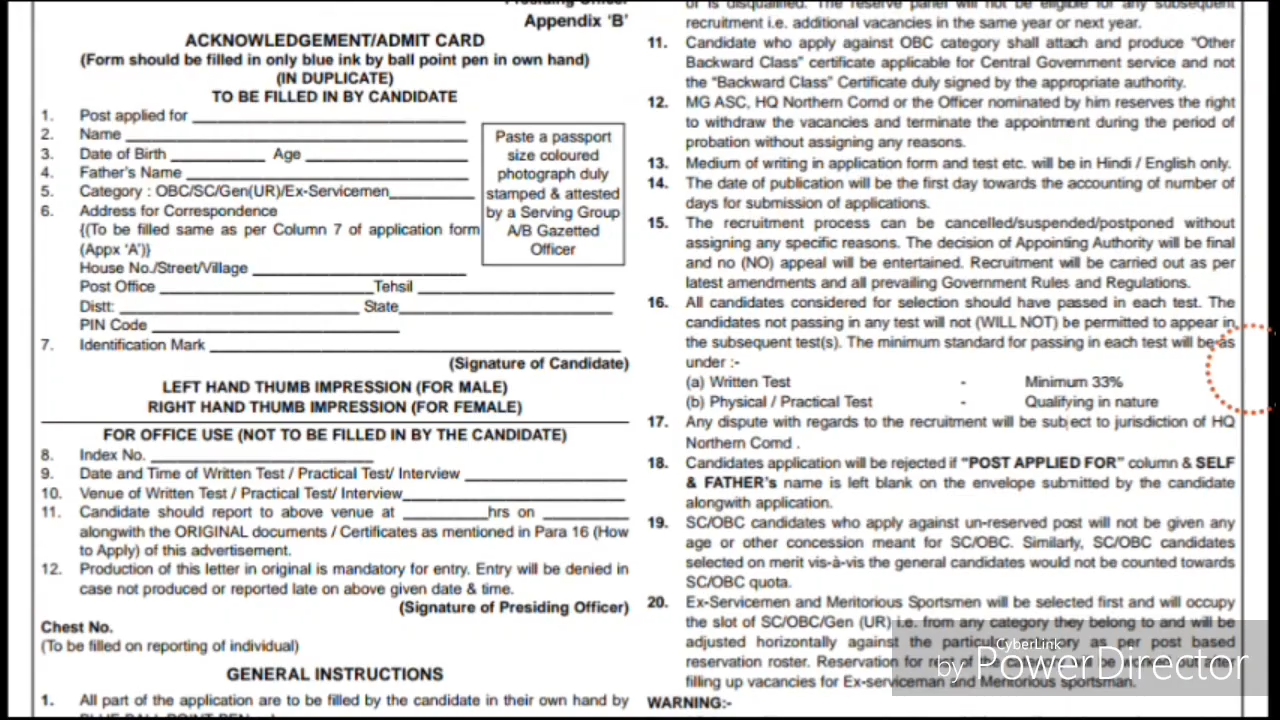 Appendix ‘B’
ACKNOWLEDGEMENT/ADMIT CARD
(Form should be filled in only blue ink by ball point pen in own hand)
(IN DUPLICATE)
TO BE FILLED IN BY CANDIDATE
1. Post applied for
2. Name
3. Date of Birth Age
4. Father's Name
5. Category : OBC/SC/Gen(UR)/Ex-Servicemen
6. Address for Correspondence
{(To be filled same as per Column 7 of application form
(Appx ‘A’)}
House No./Street/Village
Post Office Tehsil
Distt: State
PIN Code
7. Identification Mark
Paste a passport
size coloured
photograph duly
stamped & attested
by a Serving Group
A/B Gazetted
Officer
(Signature of Candidate)
LEFT HAND THUMB IMPRESSION (FOR MALE)
RIGHT HAND THUMB IMPRESSION (FOR FEMALE)
FOR OFFICE USE (NOT TO BE FILLED IN BY THE CANDIDATE)
8. Index No.
9. Date and Time of Written Test / Practical Test/ Interview
10. Venue of Written Test / Practical Test/ Interview
11. Candidate should report to above venue at hrs on
alongwith the ORIGINAL documents / Certificates as mentioned in Para 16 (How
to Apply) of this advertisement.
12. Production of this letter in original is mandatory for entry. Entry will be denied in
case not produced or reported late on above given date & time.
(Signature of Presiding Officer)
Chest No.
(To be filled on reporting of individual)
GENERAL INSTRUCTIONS
1. All part of the application are to be filled by the candidate in their own hand by
or is disqualified. The reserve panel will not be eligible for any subsequent
recruitment i.e. additional vacancies in the same year or next year.
11. Candidate who apply against OBC category shall attach and produce “Other
Backward Class” certificate applicable for Central Government service and not
the “Backward Class” Certificate duly signed by the appropriate authority.
12. MG ASC, HQ Northern Comd or the Officer nominated by him reserves the right
to withdraw the vacancies and terminate the appointment during the period of
probation without assigning any reasons.
13. Medium of writing in application form and test etc. will be in Hindi / English only.
14. The date of publication will be the first day towards the accounting of number of
days for submission of applications.
15. The recruitment process can be cancelled/suspended/postponed without
assigning any specific reasons. The decision of Appointing Authority will be final
and no (NO) appeal will be entertained. Recruitment will be carried out as per
latest amendments and all prevailing Government Rules and Regulations.
16. All candidates considered for selection should have passed in each test. The
candidates not passing in any test will not (WILL NOT) be permitted to appear in
the subsequent test(s). The minimum standard for passing in each test will be as
under :-
(a) Written Test - Minimum 33%
(b) Physical / Practical Test - Qualifying in nature
17. Any dispute with regards to the recruitment will be subject to jurisdiction of HQ
Northern Comd .
18. Candidates application will be rejected if “POST APPLIED FOR” column & SELF
& FATHER's name is left blank on the envelope submitted by the candidate
alongwith application.
19. SC/OBC candidates who apply against un-reserved post will not be given any
age or other concession meant for SC/OBC. Similarly, SC/OBC candidates
selected on merit vis-à-vis the general candidates would not be counted towards
SC/OBC quota.
20. Ex-Servicemen and Meritorious Sportsmen will be selected first and will occupy
the slot of SC/OBC/Gen (UR) i.e. from any category they belong to and will be
adjusted horizontally against the particular category as per post based
reservation roster. Reservation for
filling up vacancies for Ex-serviceman and Meritorious sportsman.
WARNING:-
by CyberLink PowerDirector